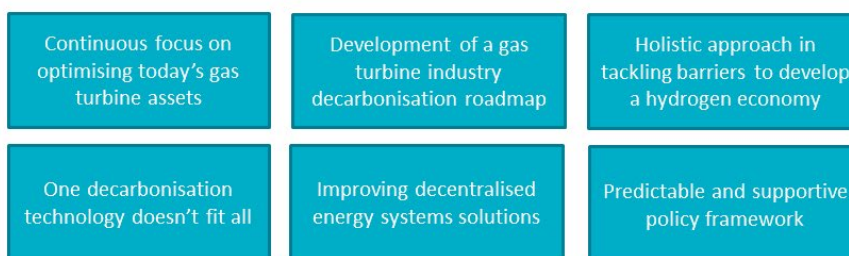 Continuous focus on
optimising today's gas
turbine assets
Development of a gas
turbine industry
decarbonisation roadmap
Holistic approach in
tackling barriers to develop
a hydrogen economy
One decarbonisation
technology doesn't fit all
Improving decentralised
energy systems solutions
Predictable and supportive
policy framework